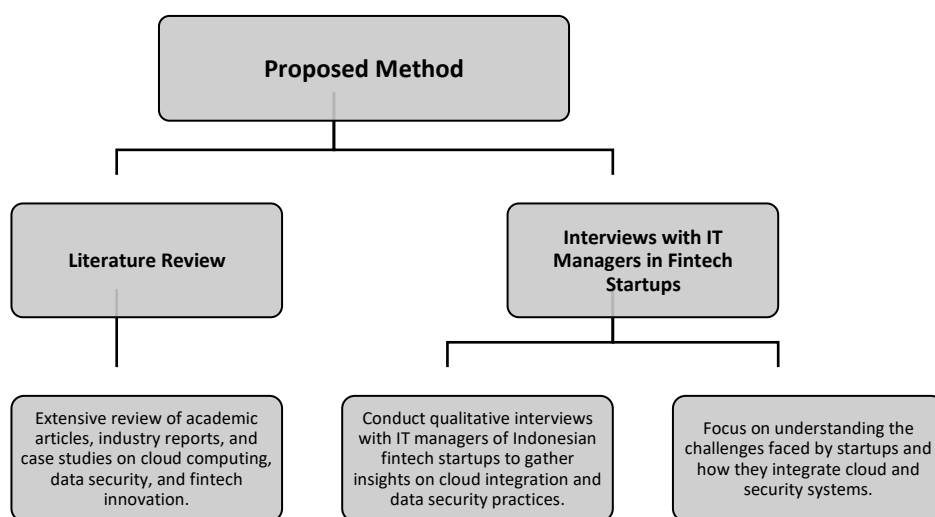 Proposed Method
Literature Review
Interviews with IT
Managers in Fintech
Startups
Extensive review of academic
articles, industry reports, and
case studies on cloud computing,
data security, and fintech
innovation.
Conduct qualitative interviews
with IT managers of Indonesian
fintech startups to gather
insights on cloud integration and
data security practices.
Focus on understanding the
challenges faced by startups and
how they integrate cloud and
security systems.